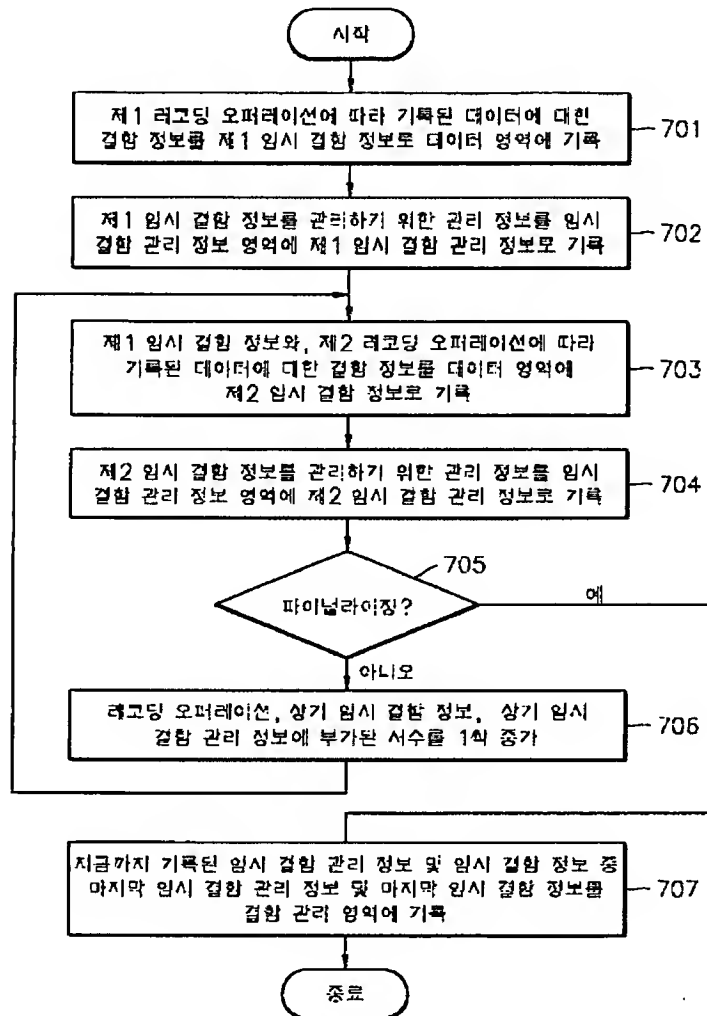 시작
제1 레코딩 오퍼레이션에 따라 기록된 데이터에 대한
결함 정보를 제1 임시 결함 정보로 데이터 영역에 기록
701
제1 임시 결함 정보를 관리하기 위한 관리 정보를 임시
결함 관리 정보 영역에 제1 임시 결함 관리 정보로 기록
702
제1 임시 결함 정보와, 제2 레코딩 오퍼레이션에 따라
기록된 데이터에 대한 결함 정보를 데이터 영역에
제2 임시 결함 정보로 기록
703
제2 임시 결함 정보를 관리하기 위한 관리 정보를 임시
결함 관리 정보 영역에 제2 임시 결함 관리 정보로 기록
704
705
파이널라이징?
예
아니오
레코딩 오퍼레이션, 상기 임시 결함 정보, 상기 임시
결함 관리 정보에 부가된 서수를 1씩 증가
706
지금까지 기록된 임시 결함 관리 정보 및 임시 결함 정보 중
마지막 임시 결함 관리 정보 및 마지막 임시 결함 정보를
결함 관리 영역에 기록
707
종료